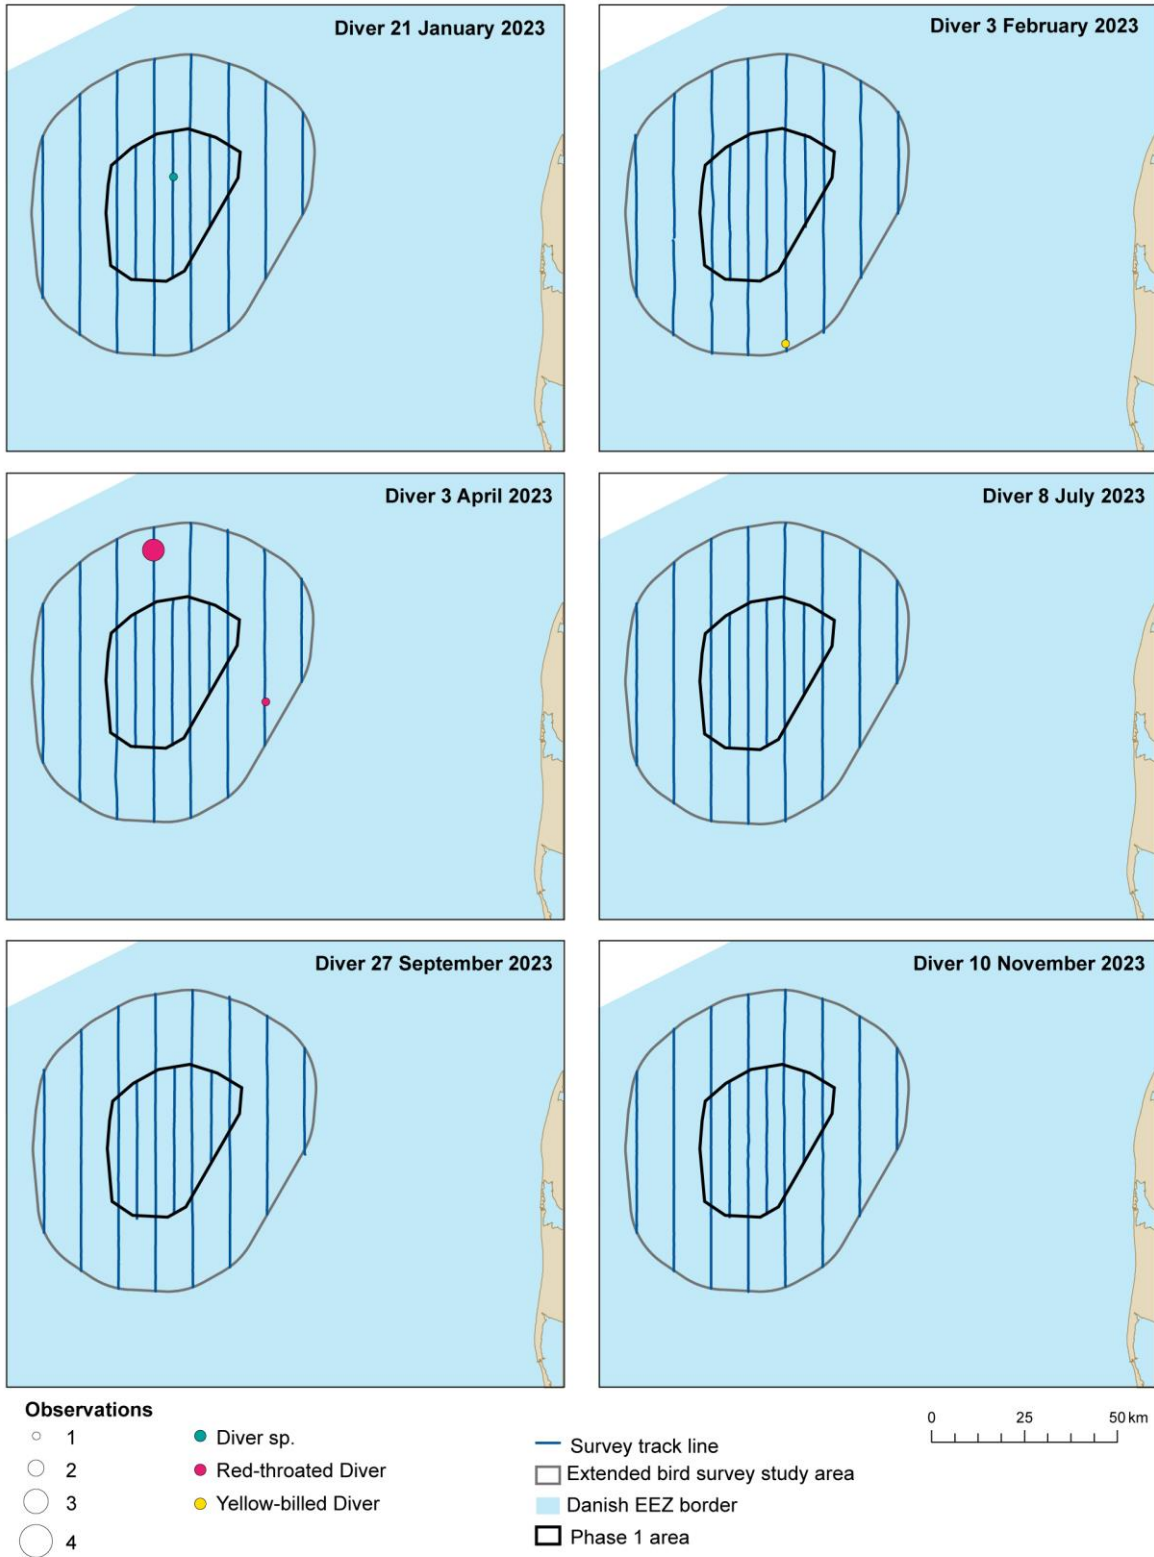 Diver 21 January 2023
Diver 3 February 2023
Diver 3 April 2023
Diver 8 July 2023
Diver 27 September 2023
Diver 10 November 2023
Observations
1
2
3
4
Diver sp.
Red-throated Diver
Yellow-billed Diver
Survey track line
Extended bird survey study area
Danish EEZ border
Phase 1 area
0 25 50 km